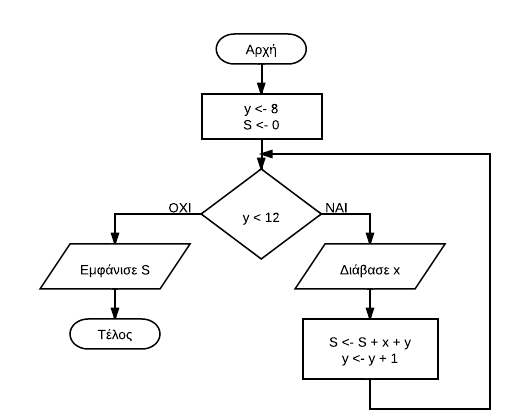 Αρχή
y <- 8
S <- 0
ΟΧΙ
y < 12
ΝΑΙ
Εμφάνισε S
Διάβασε x
Τέλος
S <- S + x + y
y <- y + 1